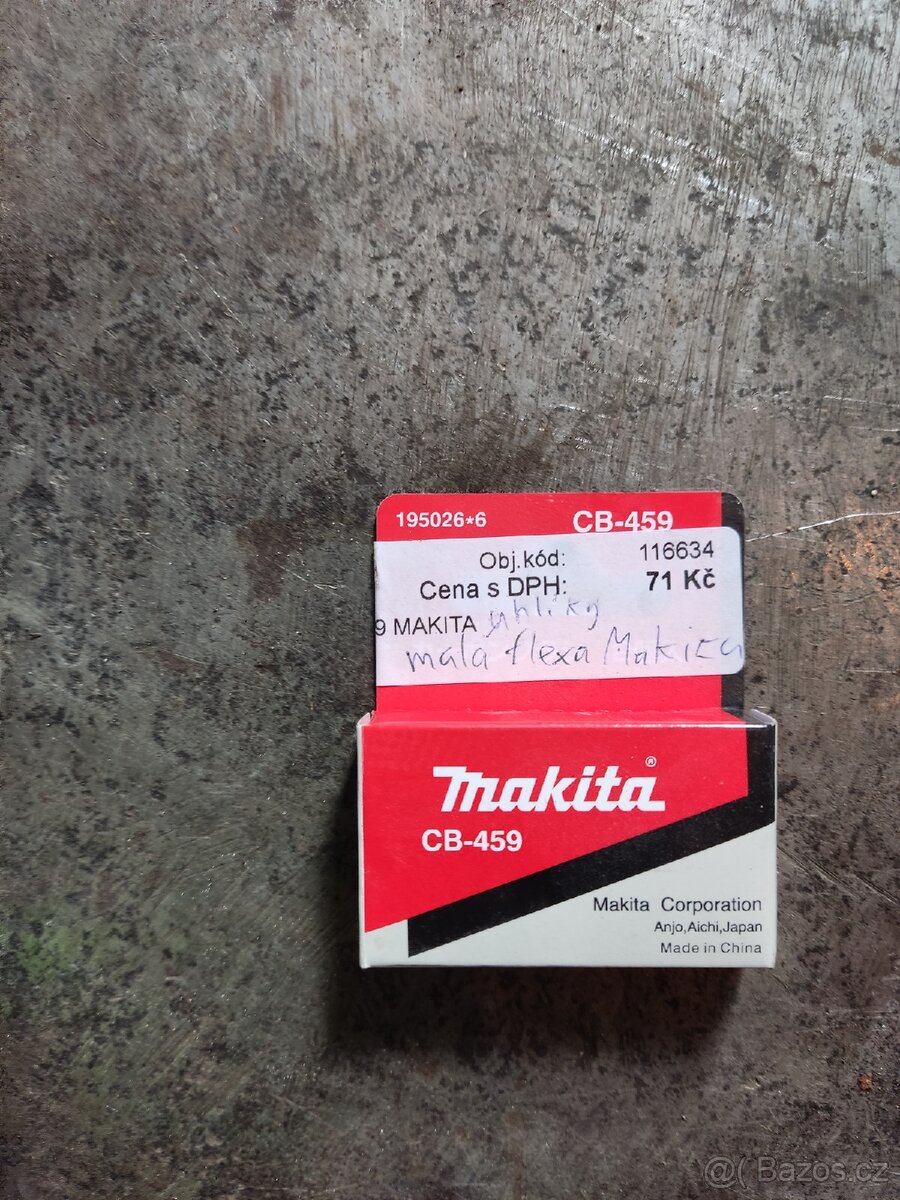 195026*6 CB-459
Obj.kód: 116634
Cena s DPH: 71 Kč
9 MAKITA uhlíky
mala flexa Makita
makita®
CB-459
Makita Corporation
Anjo,Aichi,Japan
Made in China
@( Bazos.cz